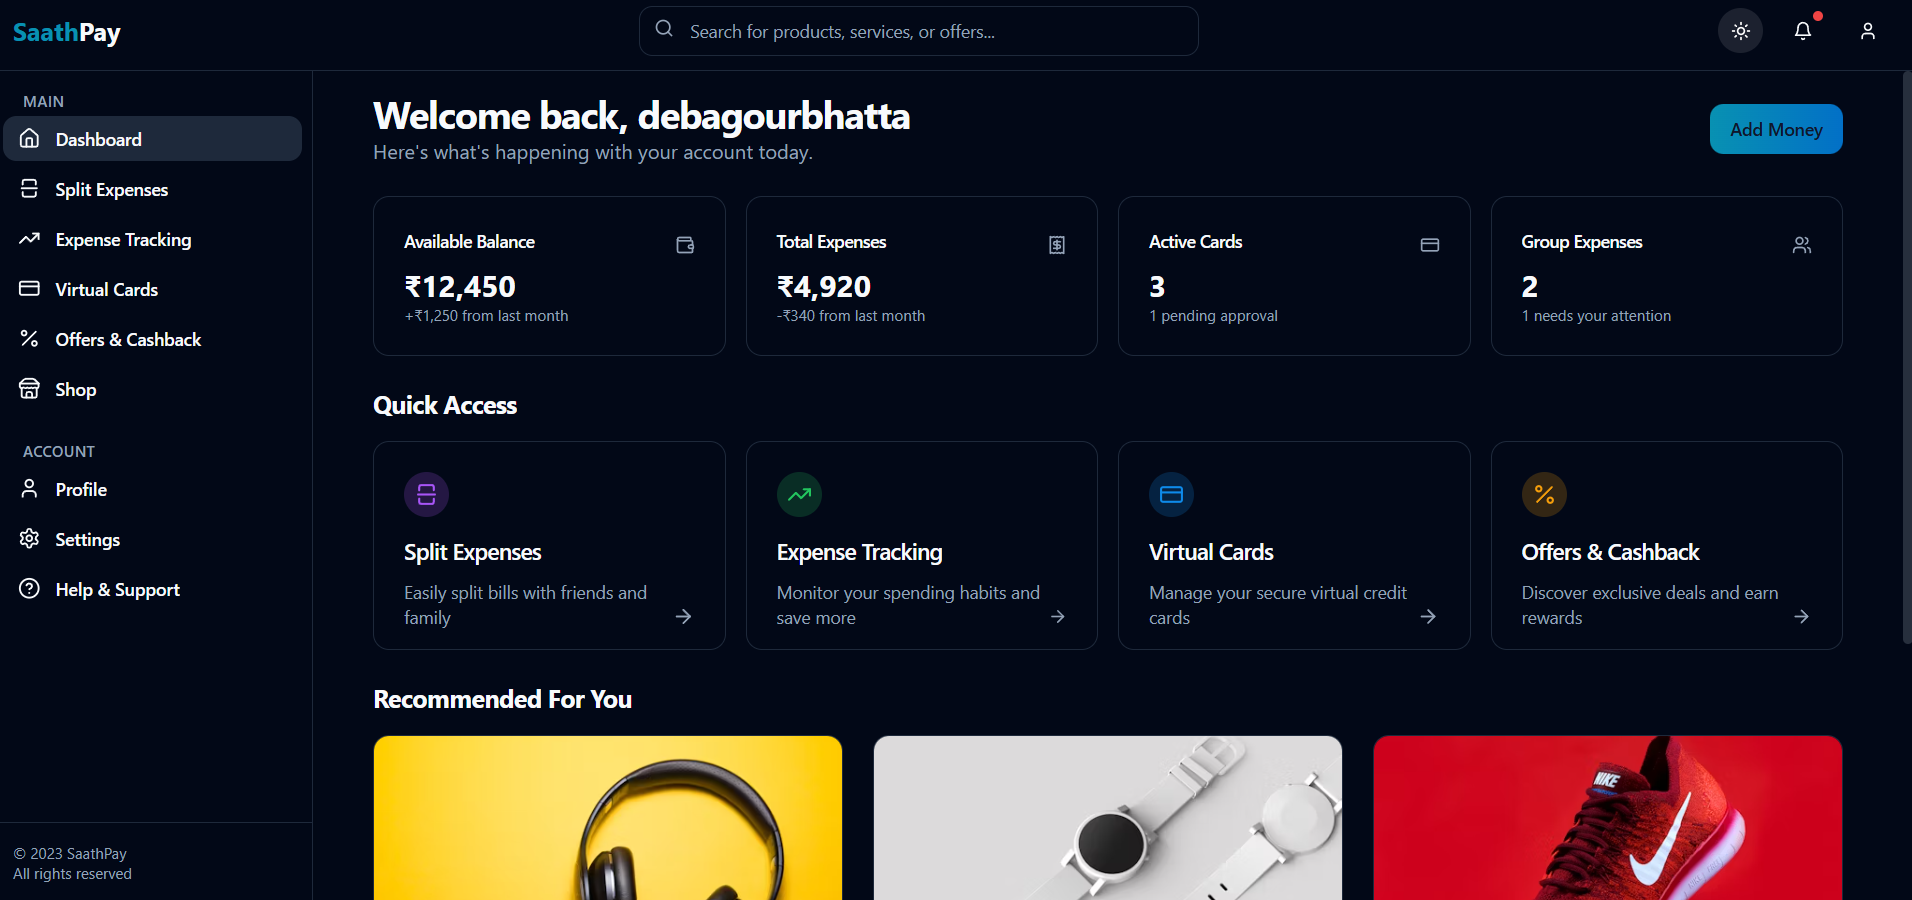 SaathPay
Search for products, services, or offers...
MAIN
Dashboard
Split Expenses
Expense Tracking
Virtual Cards
Offers & Cashback
Shop
ACCOUNT
Profile
Settings
Help & Support
© 2023 SaathPay
All rights reserved
Welcome back, debagourbhatta
Here's what's happening with your account today.
Add Money
Available Balance
₹12,450
+₹1,250 from last month
Total Expenses
₹4,920
-₹340 from last month
Active Cards
3
1 pending approval
Group Expenses
2
1 needs your attention
Quick Access
Split Expenses
Easily split bills with friends and
family
Expense Tracking
Monitor your spending habits and
save more
Virtual Cards
Manage your secure virtual credit
cards
Offers & Cashback
Discover exclusive deals and earn
rewards
Recommended For You
NIKE